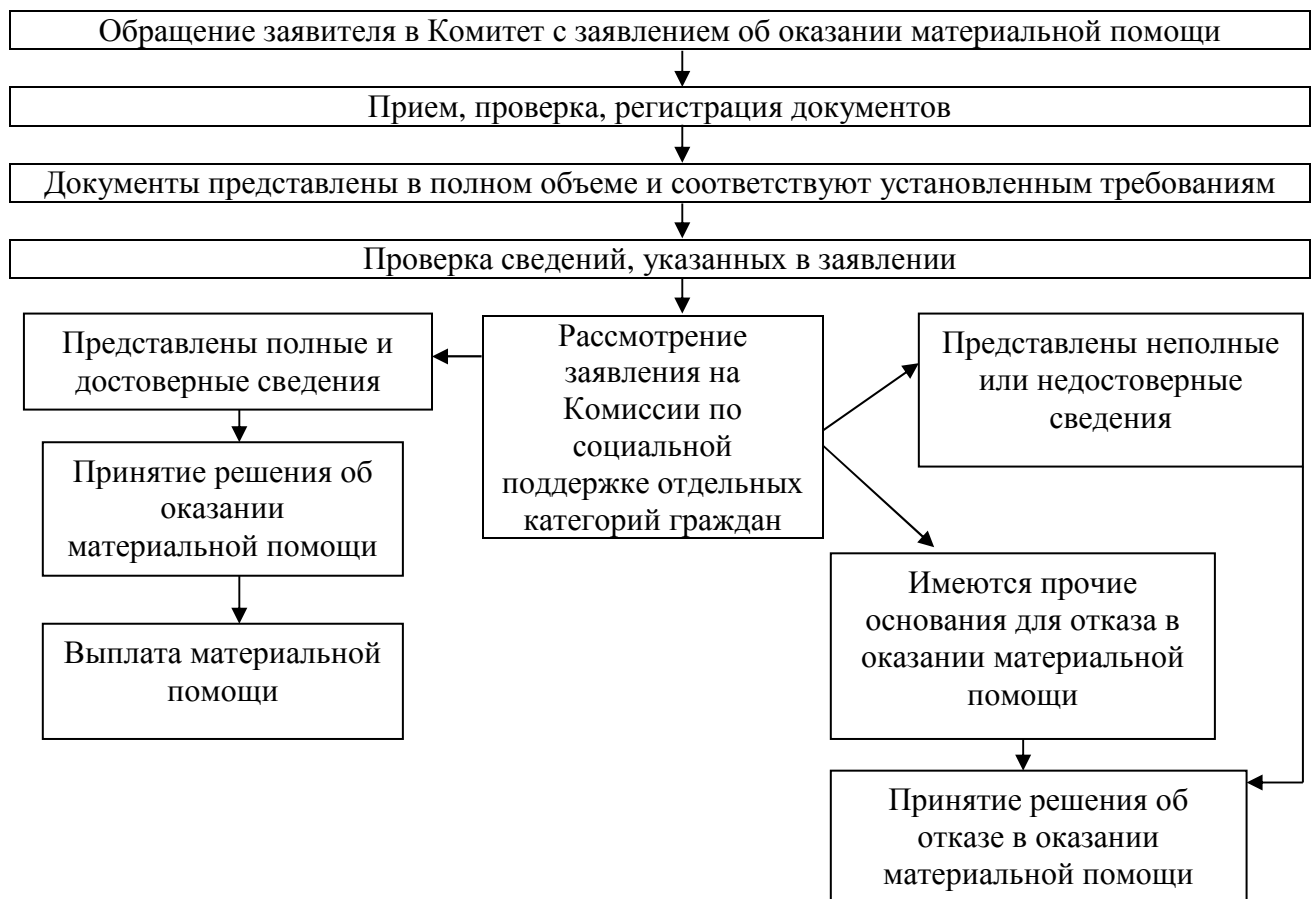 Обращение заявителя в Комитет с заявлением об оказании материальной помощи
Прием, проверка, регистрация документов
Документы представлены в полном объеме и соответствуют установленным требованиям
Проверка сведений, указанных в заявлении
Представлены полные и
достоверные сведения
Принятие решения об
оказании
материальной помощи
Выплата материальной
помощи
Рассмотрение
заявления на
Комиссии по
социальной
поддержке отдельных
категорий граждан
Представлены неполные
или недостоверные
сведения
Имеются прочие
основания для отказа в
оказании материальной
помощи
Принятие решения об
отказе в оказании
материальной помощи